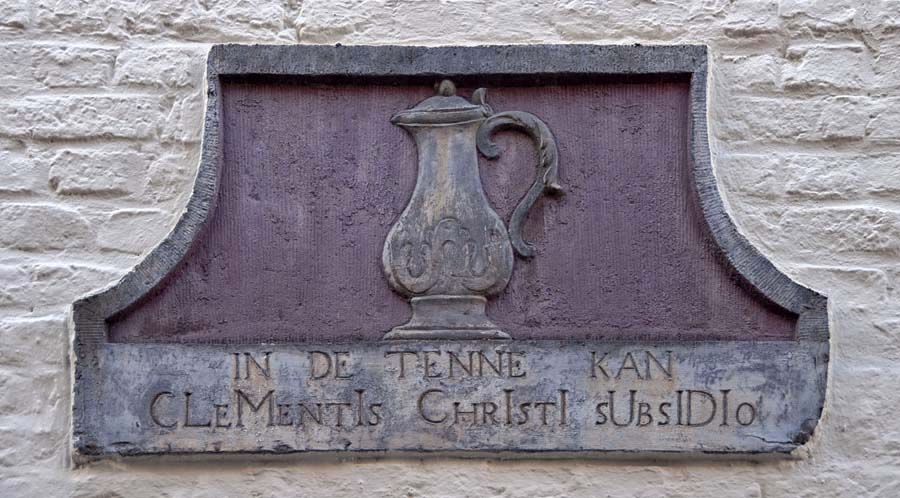 IN DE TENNE KAN
CLeMentIs ChrIstI sUbsIDIo